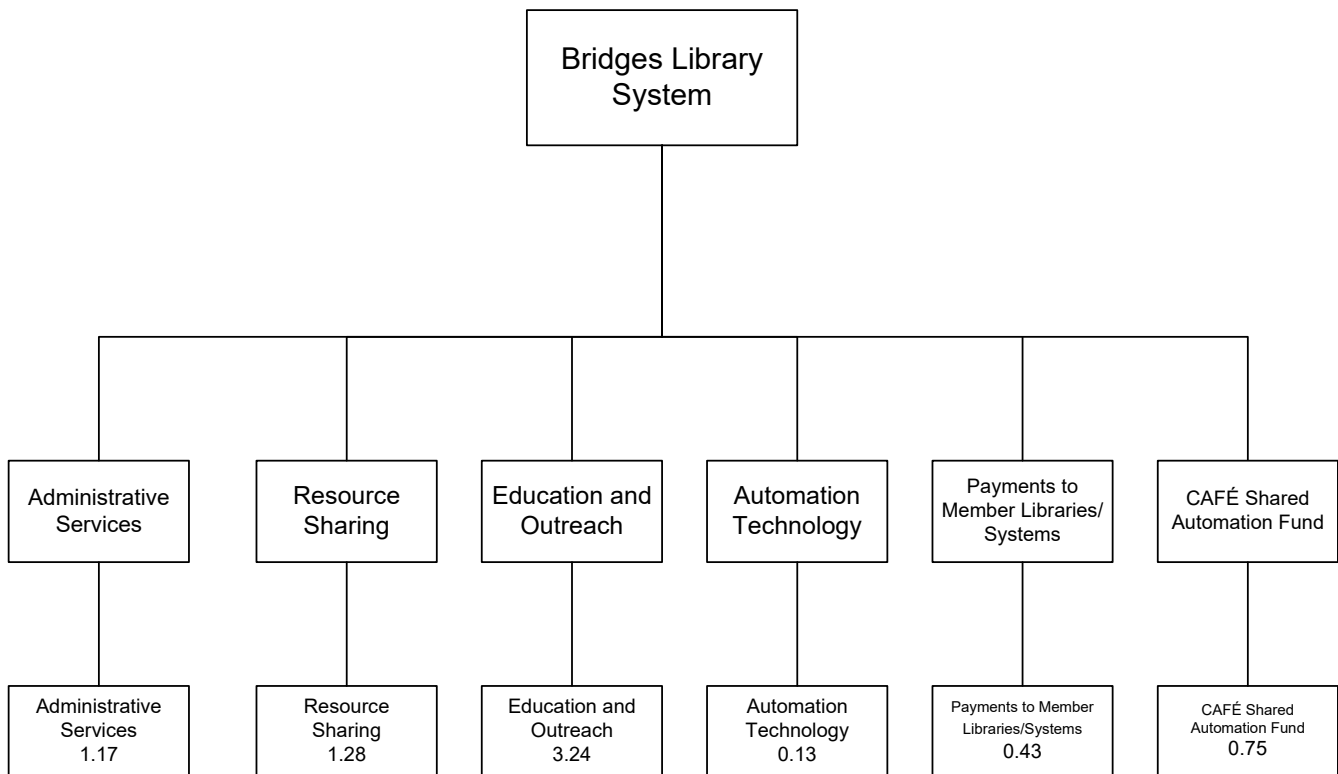 Bridges Library
System
Administrative
Services
Resource
Sharing
Education and
Outreach
Automation
Technology
Payments to
Member Libraries/
Systems
CAFÉ Shared
Automation Fund
Administrative
Services
1.17
Resource
Sharing
1.28
Education and
Outreach
3.24
Automation
Technology
0.13
Payments to Member
Libraries/Systems
0.43
CAFÉ Shared
Automation Fund
0.75